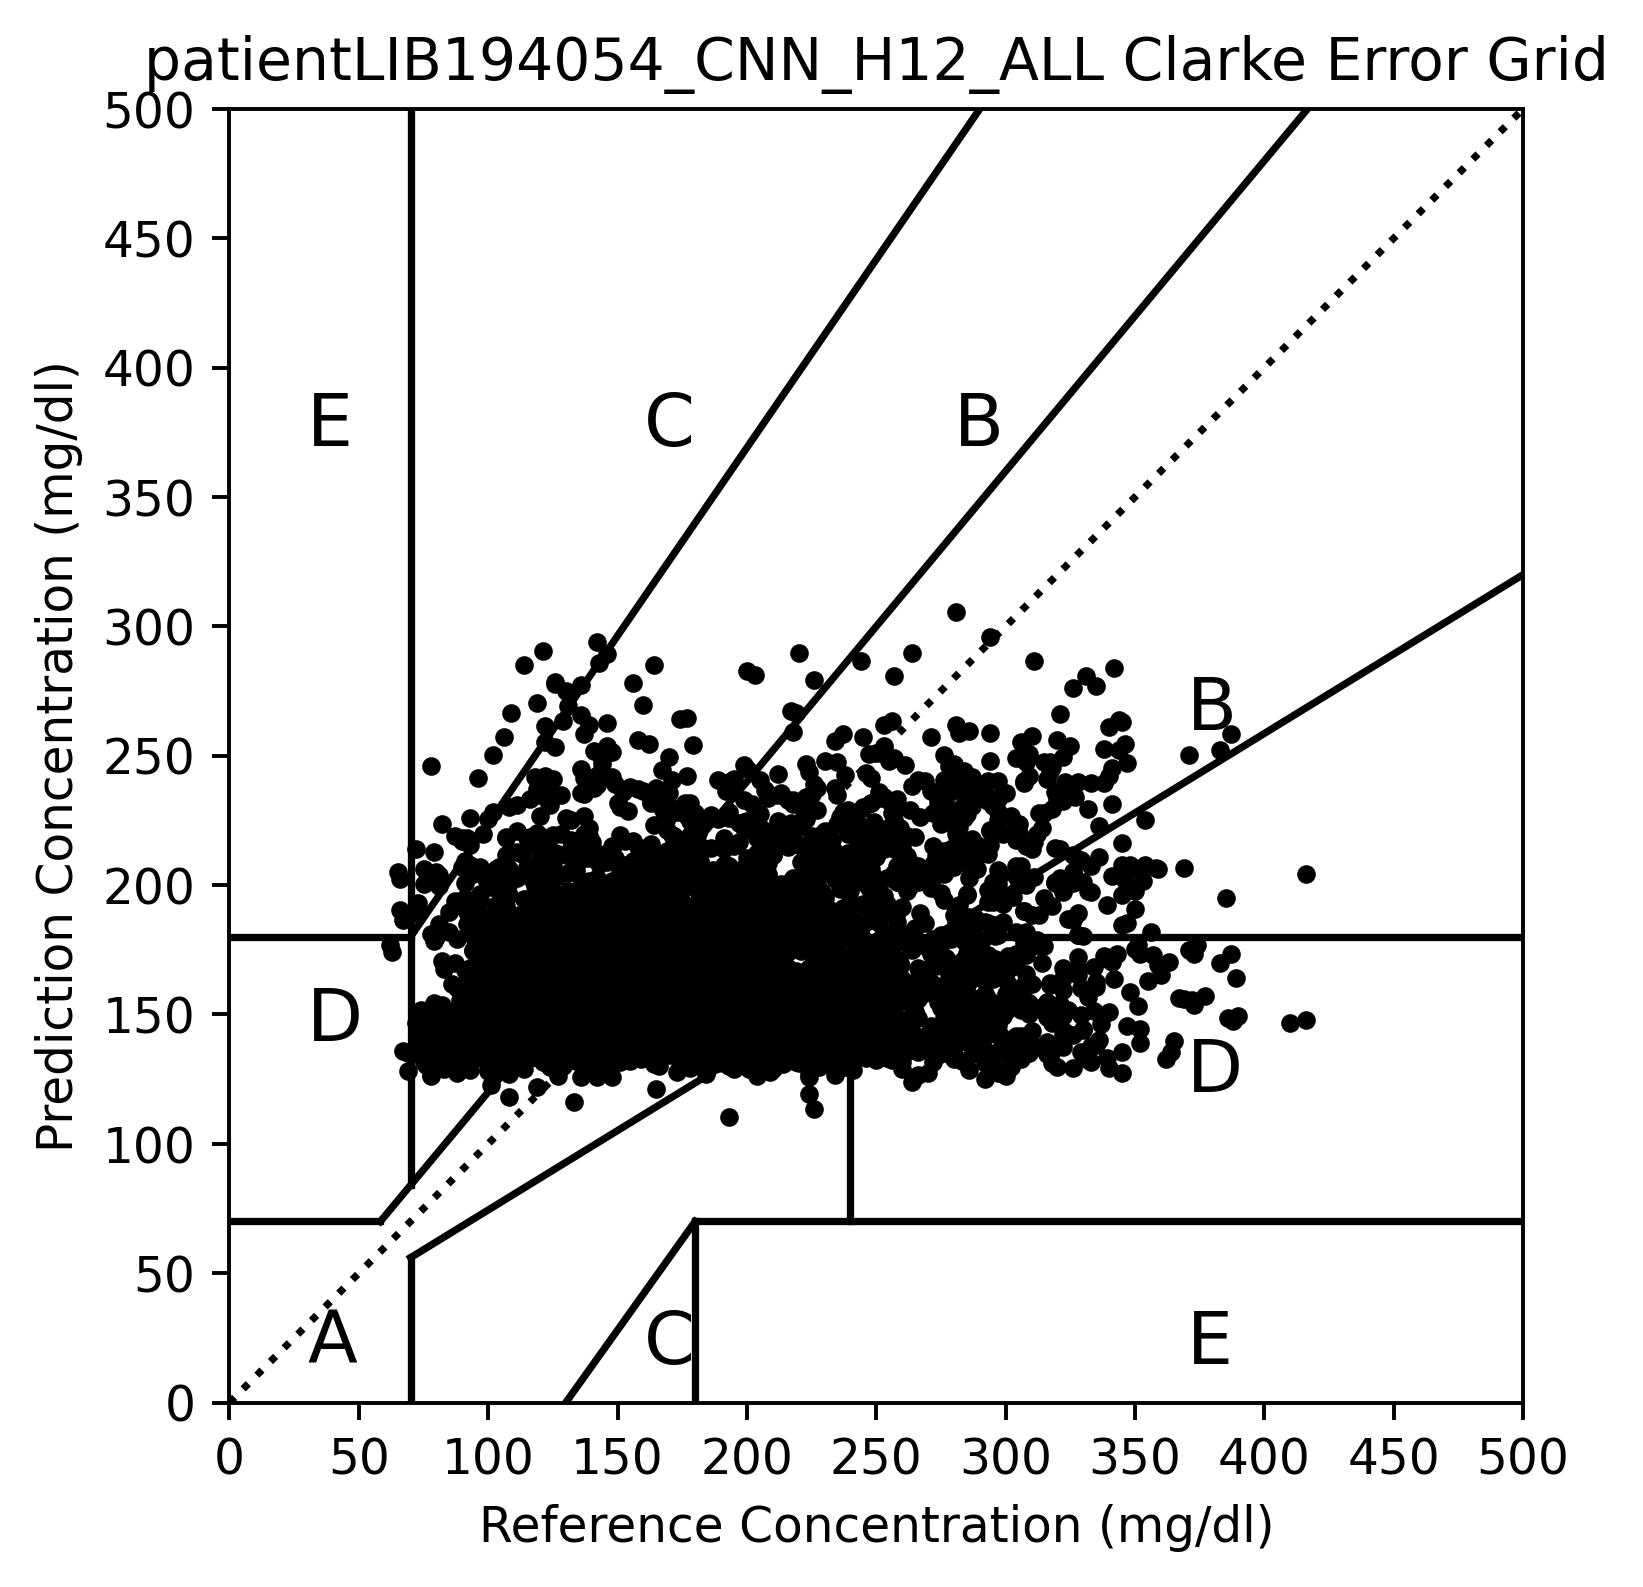 patientLIB194054_CNN_H12_ALL Clarke Error Grid
Prediction Concentration (mg/dl)
500
450
400
350
300
250
200
150
100
50
0
E
C
B
B
D
D
A
C
E
0 50 100 150 200 250 300 350 400 450 500
Reference Concentration (mg/dl)